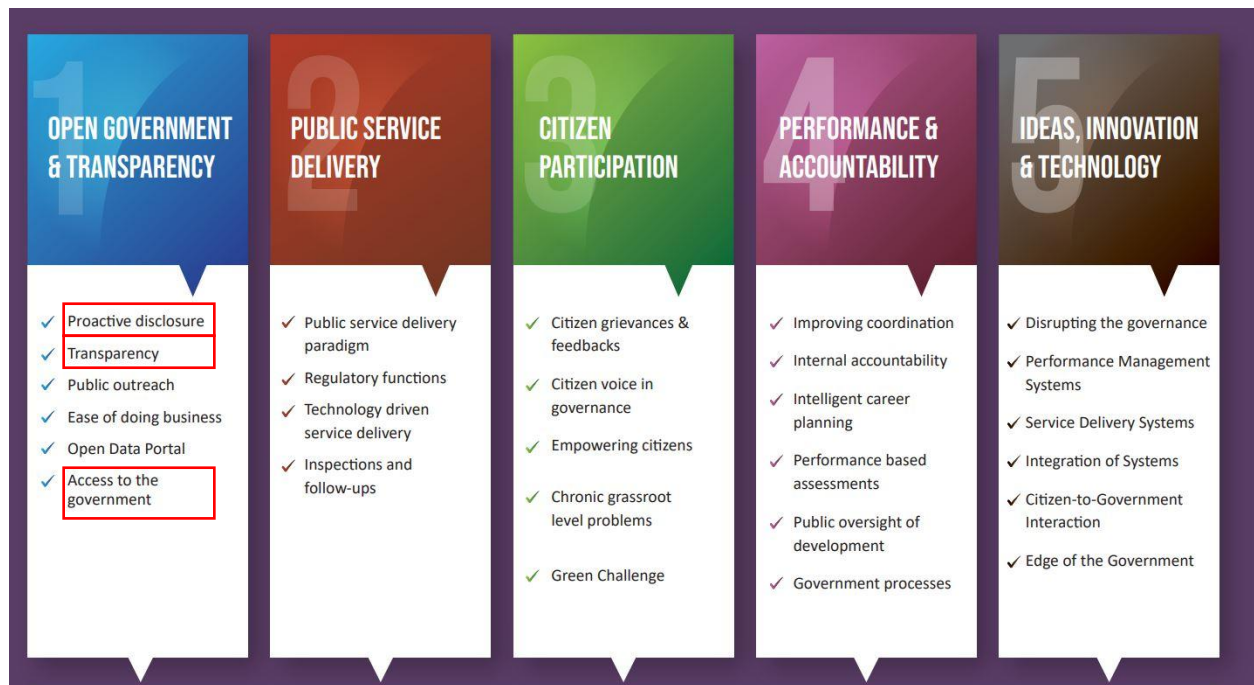 1
OPEN GOVERNMENT
& TRANSPARENCY
Proactive disclosure
Transparency
Public outreach
Ease of doing business
Open Data Portal
Access to the
government
2
PUBLIC SERVICE
DELIVERY
Public service delivery
paradigm
Regulatory functions
Technology driven
service delivery
Inspections and
follow-ups
3
CITIZEN
PARTICIPATION
Citizen grievances &
feedbacks
Citizen voice in
governance
Empowering citizens
Chronic grassroot
level problems
Green Challenge
4
PERFORMANCE &
ACCOUNTABILITY
Improving coordination
Internal accountability
Intelligent career
planning
Performance based
assessments
Public oversight of
development
Government processes
5
IDEAS, INNOVATION
& TECHNOLOGY
Disrupting the governance
Performance Management
Systems
Service Delivery Systems
Integration of Systems
Citizen-to-Government
Interaction
Edge of the Government